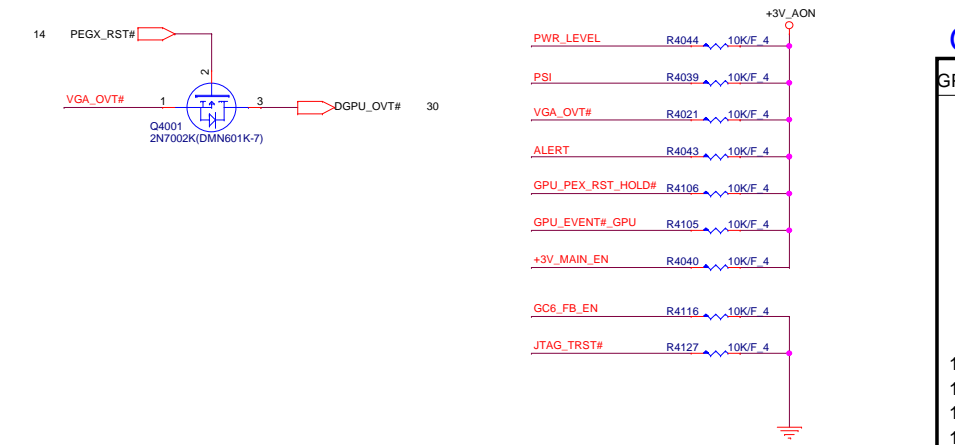 +3V_AON
14 PEGX_RST#
PWR_LEVEL R4044 10K/F_4
PSI R4039 10K/F_4
2
VGA_OVT# 1 3 DGPU_OVT# 30
Q4001
2N7002K(DMN601K-7)
VGA_OVT# R4021 10K/F_4
ALERT R4043 10K/F_4
GPU_PEX_RST_HOLD# R4106 10K/F_4
GPU_EVENT#_GPU R4105 10K/F_4
+3V_MAIN_EN R4040 10K/F_4
GC6_FB_EN R4116 10K/F_4
JTAG_TRST# R4127 10K/F_4